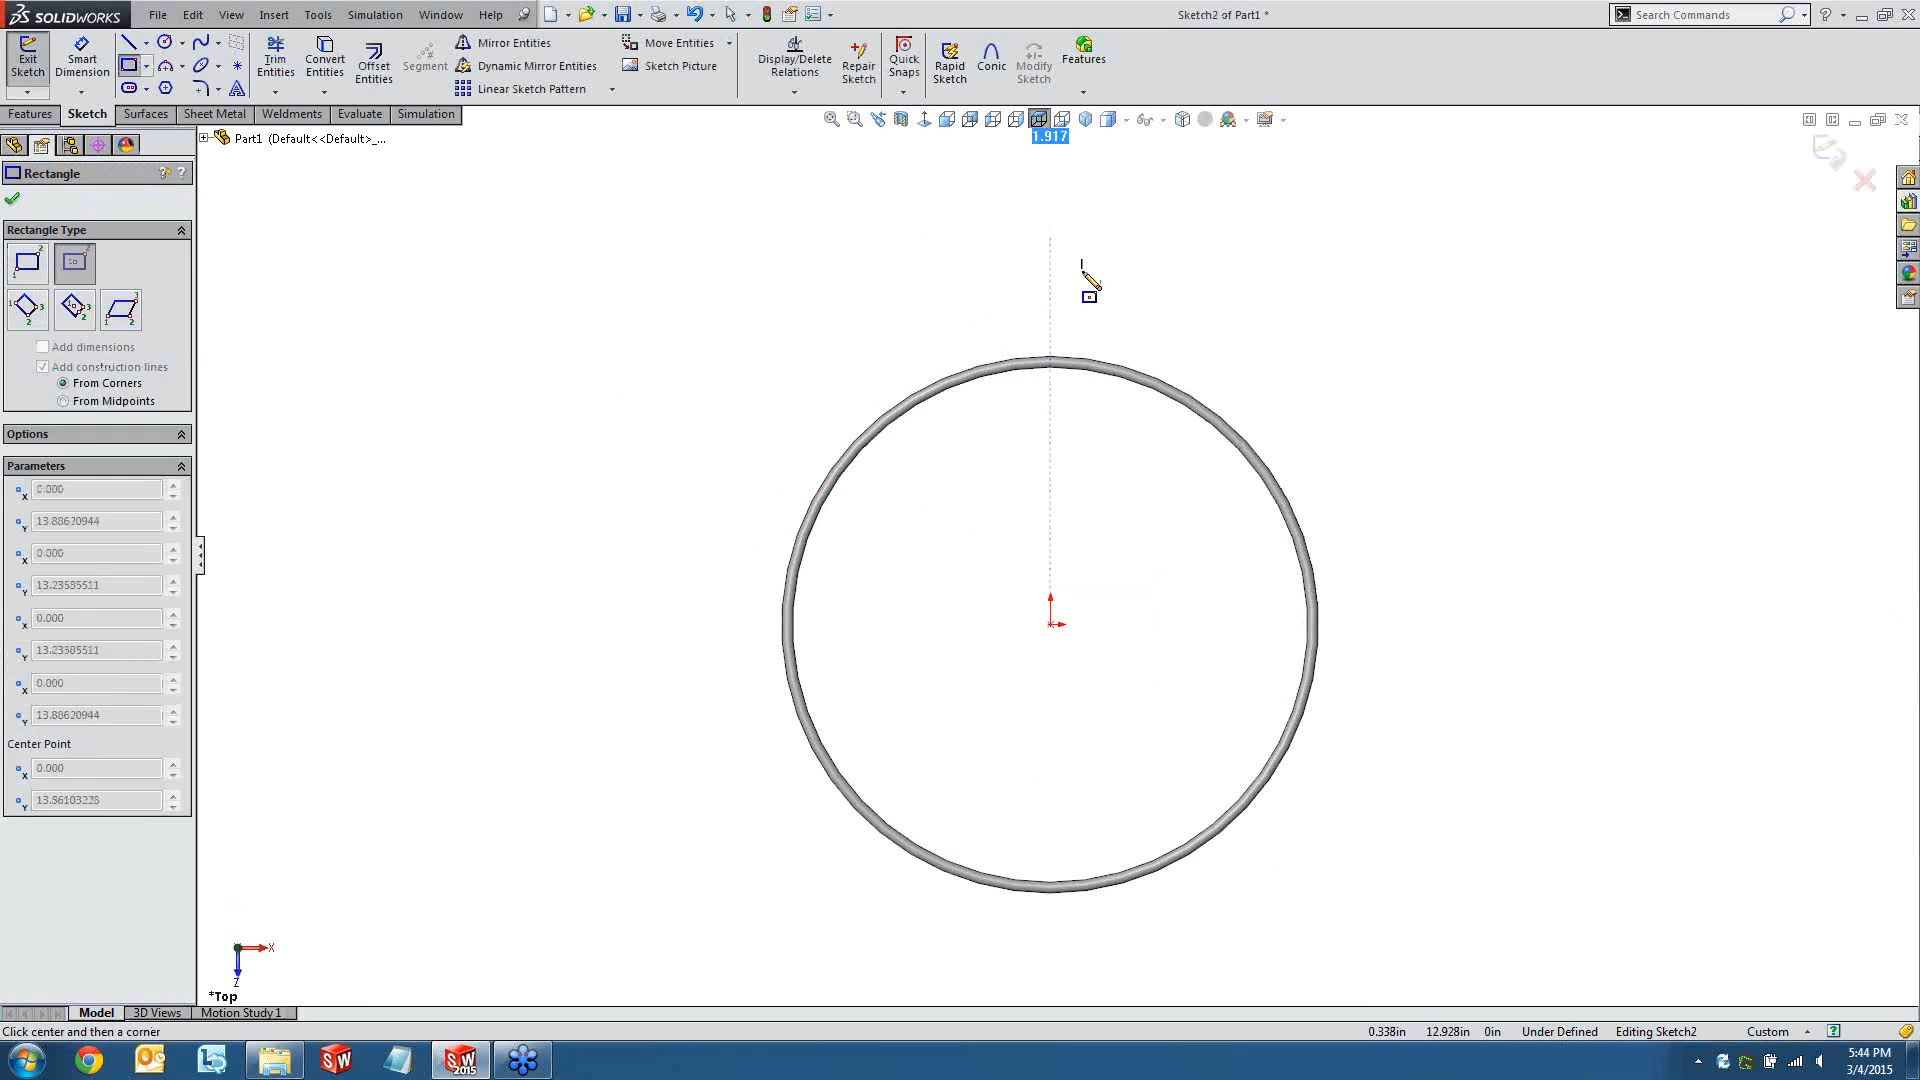 SOLIDWORKS File Edit View Insert Tools Simulation Window Help Sketch2 of Part1 * Search Commands
Exit Sketch
Smart Dimension
Trim Entities
Convert Entities
Offset Entities
Segment
Mirror Entities
Dynamic Mirror Entities
Linear Sketch Pattern
Move Entities
Sketch Picture
Display/Delete Relations
Repair Sketch
Quick Snaps
Rapid Sketch
Conic
Modify Sketch
Features
Features Sketch Surfaces Sheet Metal Weldments Evaluate Simulation
Part1 (Default<<Default>_...
1.917
Rectangle
Rectangle Type
Add dimensions
Add construction lines
From Corners
From Midpoints
Options
Parameters
0.000
13.88620944
0.000
13.23585511
0.000
13.23585511
0.000
13.88620944
Center Point
0.000
13.56103228
X
Z
*Top
Model 3D Views Motion Study 1
Click center and then a corner 0.338in 12.928in 0in Under Defined Editing Sketch2 Custom
5:44 PM
3/4/2015